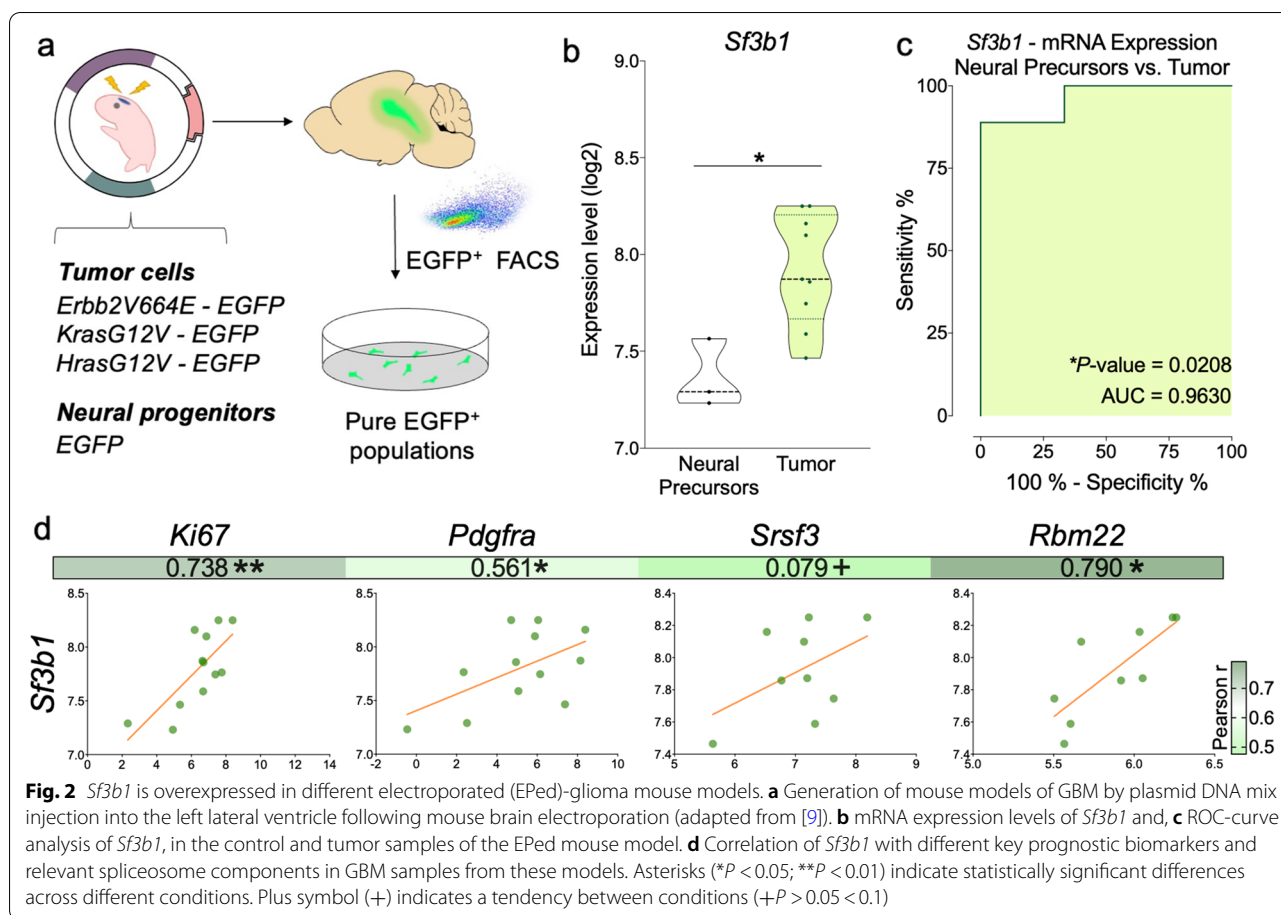 a
Tumor cells
Erbb2V664E - EGFP
KrasG12V - EGFP
HrasG12V - EGFP
Neural progenitors
EGFP
EGFP⁺ FACS
Pure EGFP⁺
populations
b
Sf3b1
Expression level (log2)
9.0
8.5
8.0
7.5
7.0
*
Neural
Precursors
Tumor
c
Sf3b1 - mRNA Expression
Neural Precursors vs. Tumor
Sensitivity %
100
75
50
25
0
*P-value = 0.0208
AUC = 0.9630
0 25 50 75 100
100 % - Specificity %
d
Ki67 Pdgfra Srsf3 Rbm22
0.738 ** 0.561* 0.079 + 0.790 *
Sf3b1
8.5
8.0
7.5
7.0
0 2 4 6 8 10 12 14
8.5
8.0
7.5
7.0
-2 0 2 4 6 8 10
8.4
8.2
8.0
7.8
7.6
7.4
5 6 7 8 9
8.4
8.2
8.0
7.8
7.6
7.4
5.0 5.5 6.0 6.5
Pearson r
0.7
0.6
0.5
Fig. 2 Sf3b1 is overexpressed in different electroporated (EPed)-glioma mouse models. a Generation of mouse models of GBM by plasmid DNA mix
injection into the left lateral ventricle following mouse brain electroporation (adapted from [9]). b mRNA expression levels of Sf3b1 and, c ROC-curve
analysis of Sf3b1, in the control and tumor samples of the EPed mouse model. d Correlation of Sf3b1 with different key prognostic biomarkers and
relevant spliceosome components in GBM samples from these models. Asterisks (*P < 0.05; **P < 0.01) indicate statistically significant differences
across different conditions. Plus symbol (+) indicates a tendency between conditions (+P > 0.05 < 0.1)